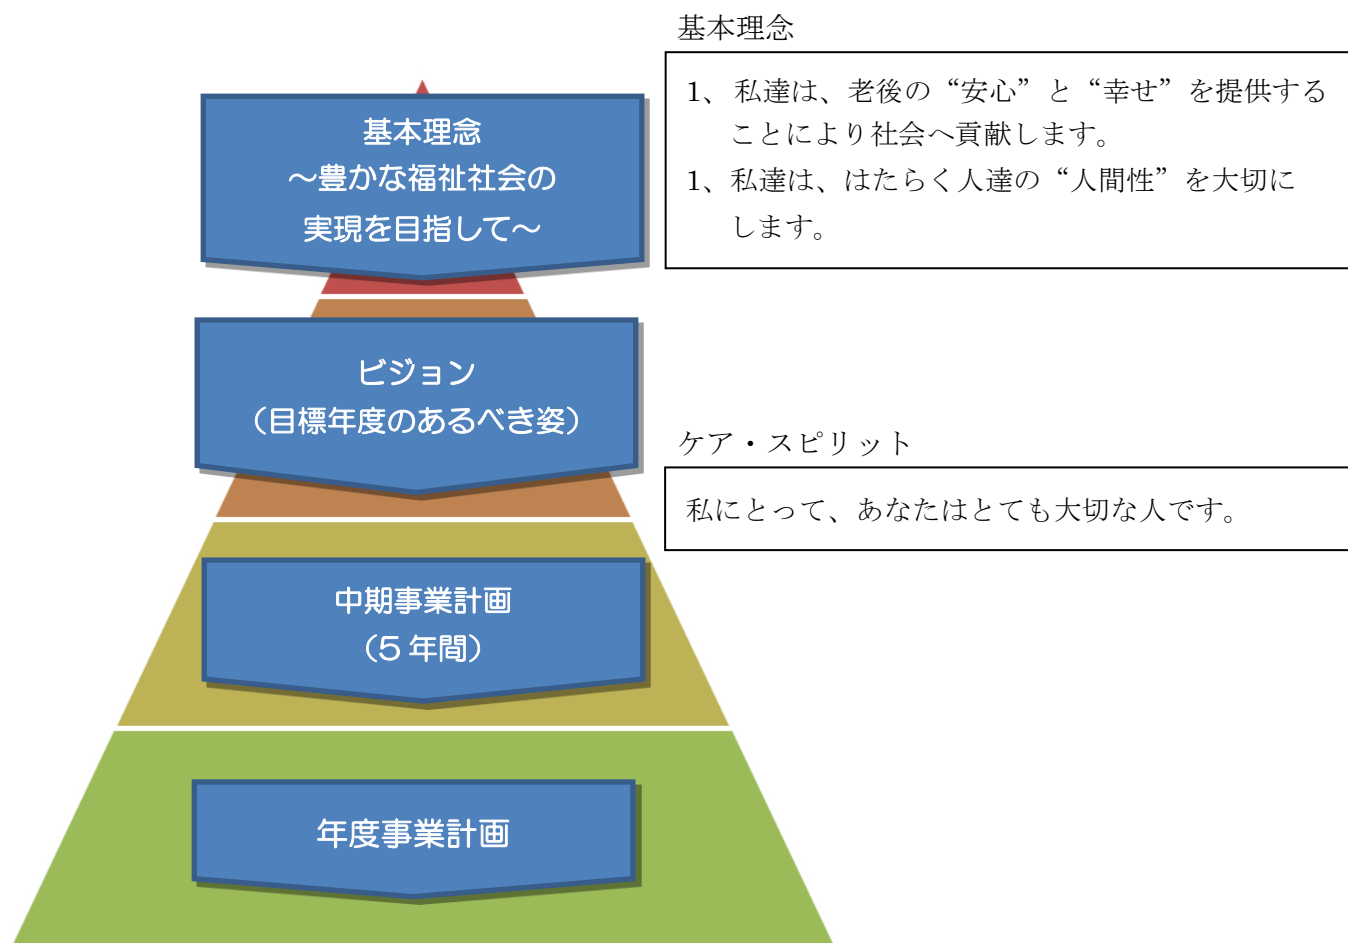 基本理念
～豊かな福祉社会の
実現を目指して～
ビジョン
（目標年度のあるべき姿）
中期事業計画
（5 年間）
年度事業計画
基本理念
1、 私達は、老後の“安心”と“幸せ”を提供する
ことにより社会へ貢献します。
1、私達は、はたらく人達の“人間性”を大切に
します。
ケア・スピリット
私にとって、あなたはとても大切な人です。